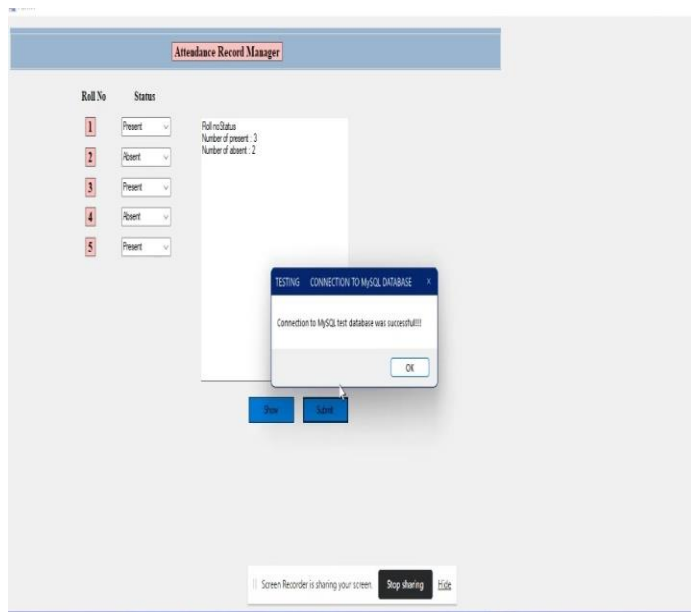 Attendance Record Manager
Roll No Status
1 Present
2 Absent
3 Present
4 Absent
5 Present
Roll noStatus
Number of present : 3
Number of absent : 2
TESTING CONNECTION TO MySQL DATABASE ×
Connection to MySQL test database was successful!!!!
OK
Show Submit
Screen Recorder is sharing your screen. Stop sharing Hide